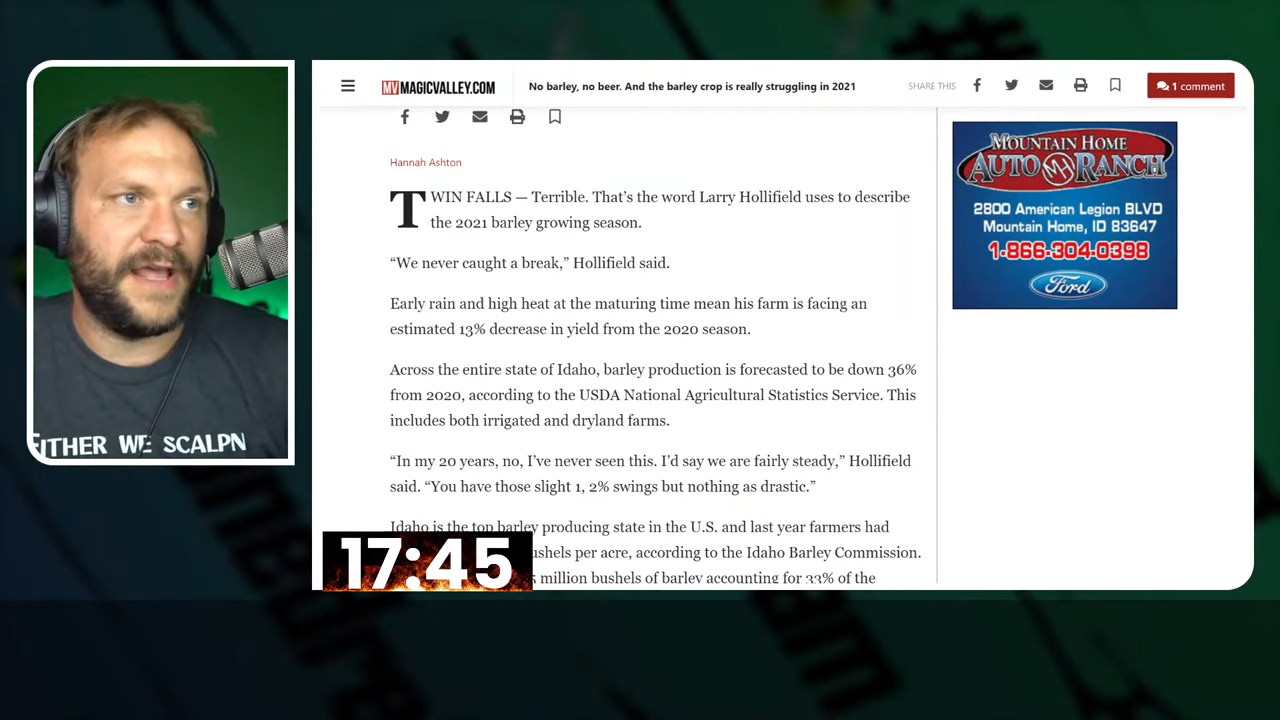 MVMAGICVALLEY.COM
No barley, no beer. And the barley crop is really struggling in 2021
SHARE THIS
1 comment
Hannah Ashton
TWIN FALLS — Terrible. That’s the word Larry Hollifield uses to describe
the 2021 barley growing season.
“We never caught a break,” Hollifield said.
Early rain and high heat at the maturing time mean his farm is facing an
estimated 13% decrease in yield from the 2020 season.
Across the entire state of Idaho, barley production is forecasted to be down 36%
from 2020, according to the USDA National Agricultural Statistics Service. This
includes both irrigated and dryland farms.
“In my 20 years, no, I’ve never seen this. I’d say we are fairly steady,” Hollifield
said. “You have those slight 1, 2% swings but nothing as drastic.”
Idaho is the top barley producing state in the U.S. and last year farmers had
ushels per acre, according to the Idaho Barley Commission.
million bushels of barley accounting for 33% of the
17:45
MOUNTAIN HOME
AUTO MH RANCH
2800 American Legion BLVD
Mountain Home, ID 83647
1-866-304-0398
Ford
EITHER WE SCALPN